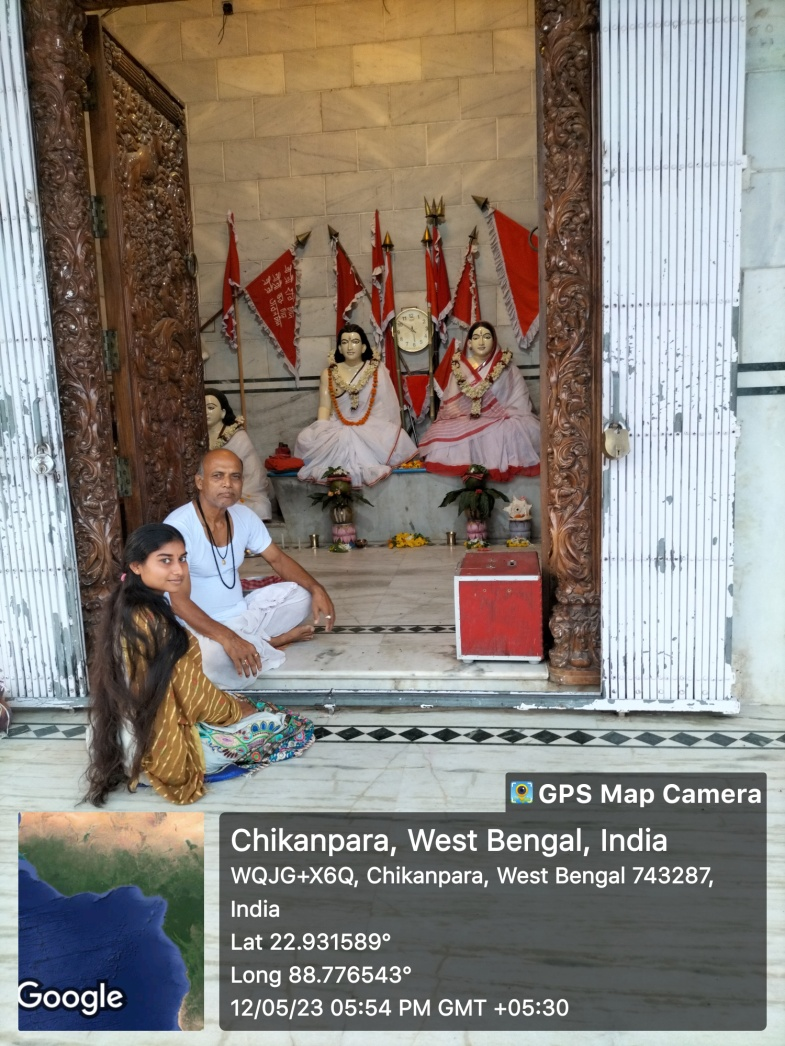 GPS Map Camera
Chikanpara, West Bengal, India
WQJG+X6Q, Chikanpara, West Bengal 743287,
India
Lat 22.931589°
Long 88.776543°
12/05/23 05:54 PM GMT +05:30
Google